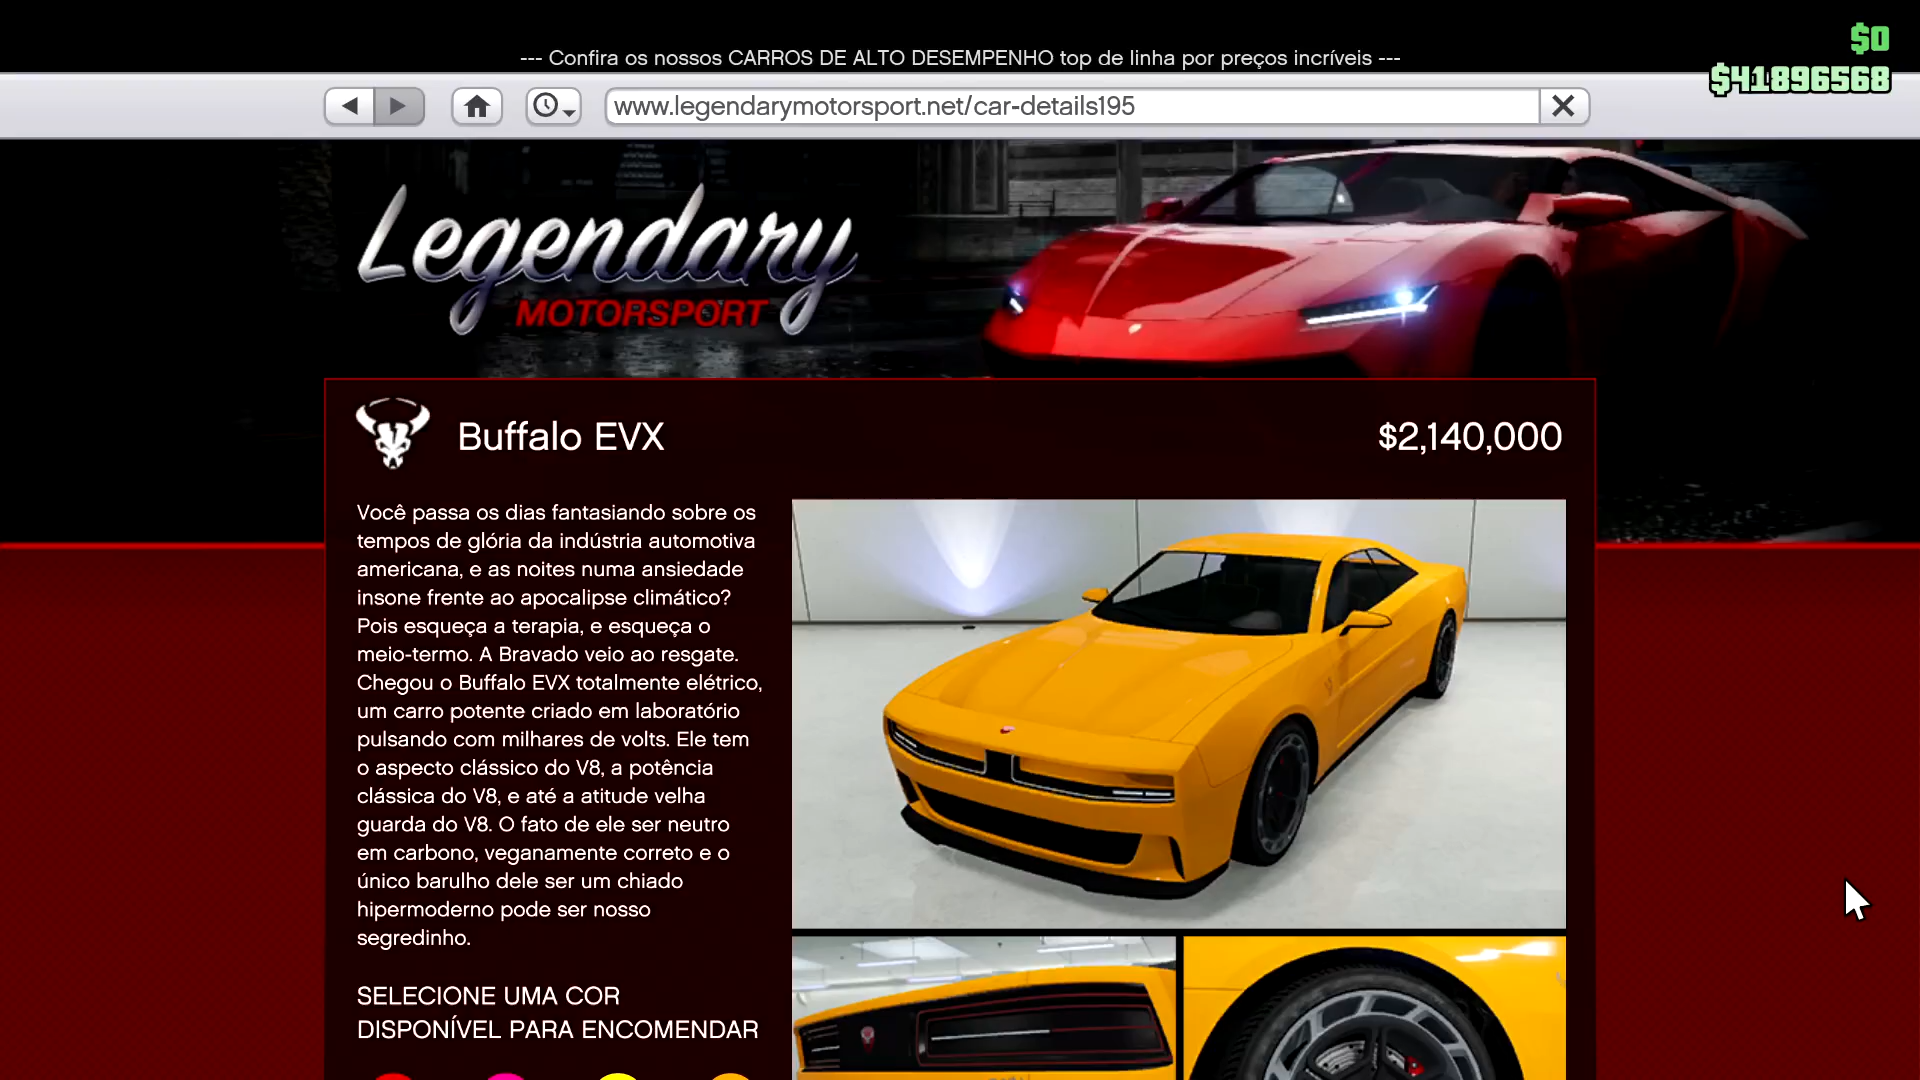 $0
--- Confira os nossos CARROS DE ALTO DESEMPENHO top de linha por preços incríveis ---
$41896568
www.legendarymotorsport.net/car-details195
Legendary
MOTORSPORT
Buffalo EVX
$2,140,000
Você passa os dias fantasiando sobre os
tempos de glória da indústria automotiva
americana, e as noites numa ansiedade
insone frente ao apocalipse climático?
Pois esqueça a terapia, e esqueça o
meio-termo. A Bravado veio ao resgate.
Chegou o Buffalo EVX totalmente elétrico,
um carro potente criado em laboratório
pulsando com milhares de volts. Ele tem
o aspecto clássico do V8, a potência
clássica do V8, e até a atitude velha
guarda do V8. O fato de ele ser neutro
em carbono, veganamente correto e o
único barulho dele ser um chiado
hipermoderno pode ser nosso
segredinho.
SELECIONE UMA COR
DISPONÍVEL PARA ENCOMENDAR